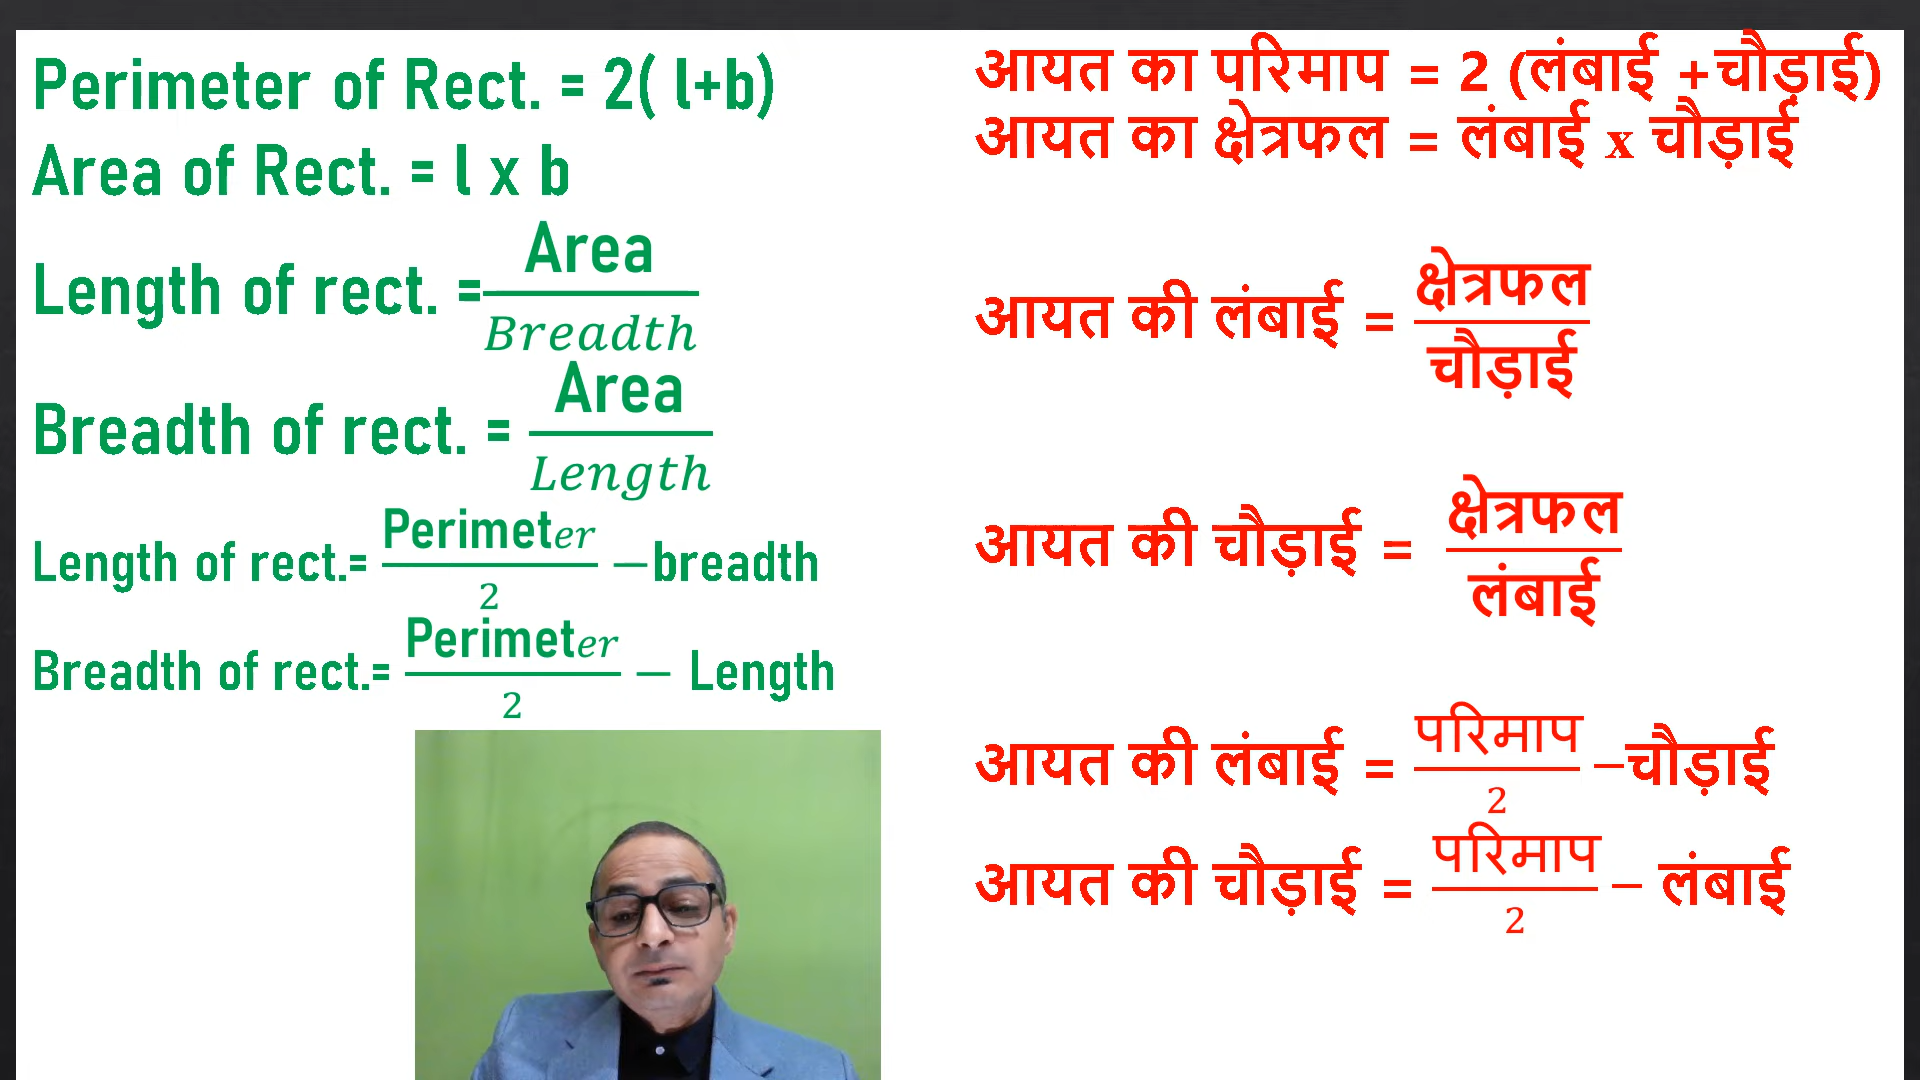 Perimeter of Rect. = 2( l+b)
Area of Rect. = l x b
Length of rect. = Area / Breadth
Breadth of rect. = Area / Length
Length of rect.= Perimeter / 2 –breadth
Breadth of rect.= Perimeter / 2 – Length
आयत का परिमाप = 2 (लंबाई +चौड़ाई)
आयत का क्षेत्रफल = लंबाई x चौड़ाई
आयत की लंबाई = क्षेत्रफल / चौड़ाई
आयत की चौड़ाई = क्षेत्रफल / लंबाई
आयत की लंबाई = परिमाप / 2 –चौड़ाई
आयत की चौड़ाई = परिमाप / 2 – लंबाई